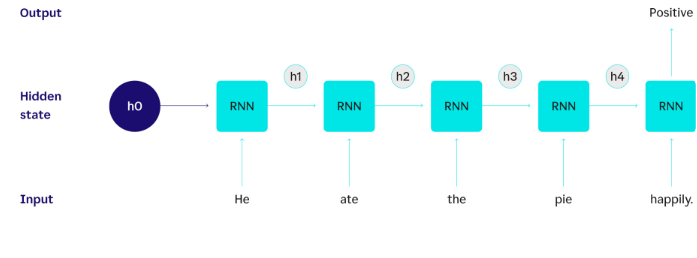 Output
Positive
h1
h2
h3
h4
Hidden
state
h0
RNN
RNN
RNN
RNN
RNN
Input
He
ate
the
pie
happily.